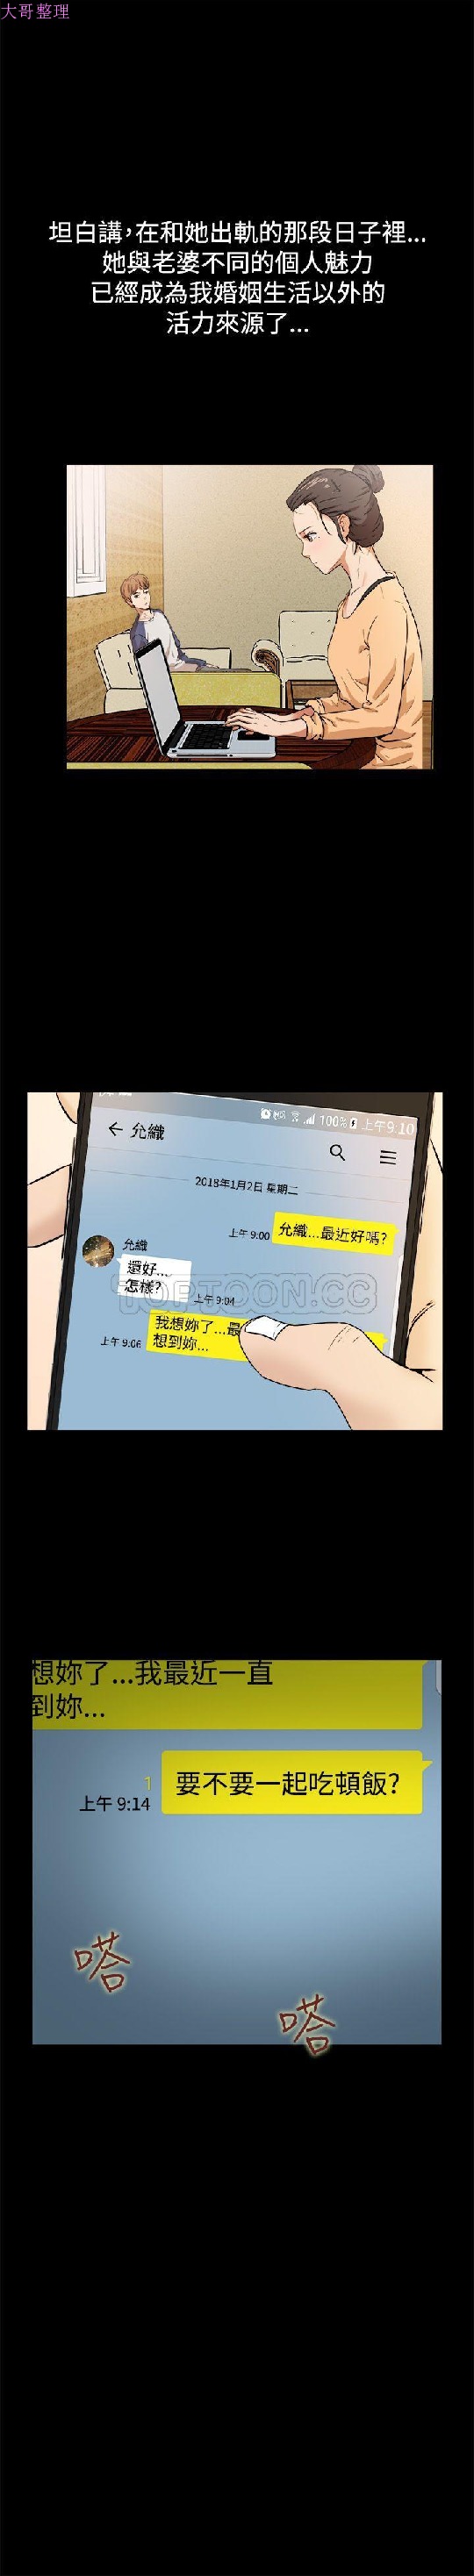 大哥整理
坦白講，在和她出軌的那段日子裡...
她與老婆不同的個人魅力
已經成為我婚姻生活以外的
活力來源了...
100% 上午9:10
允織
2018年1月2日 星期二
上午 9:00 允織...最近好嗎?
允織
還好...
怎樣?
上午 9:04
TOPTOON.CC
我想妳了...最
上午 9:06 想到妳...
想妳了...我最近一直
到妳...
1
上午 9:14 要不要一起吃頓飯?
嗒
嗒